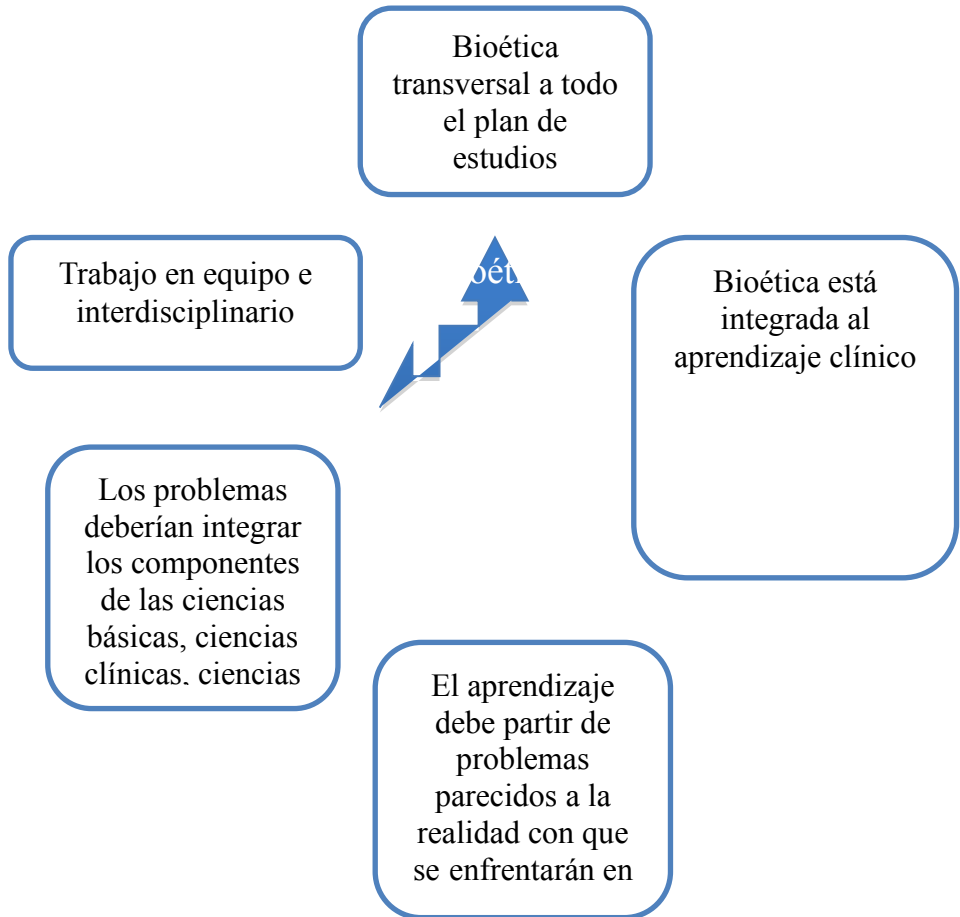 Bioética
transversal a todo
el plan de
estudios
Trabajo en equipo e
interdisciplinario
Bioética está
integrada al
aprendizaje clínico
Los problemas
deberían integrar
los componentes
de las ciencias
básicas, ciencias
clínicas, ciencias
El aprendizaje
debe partir de
problemas
parecidos a la
realidad con que
se enfrentarán en